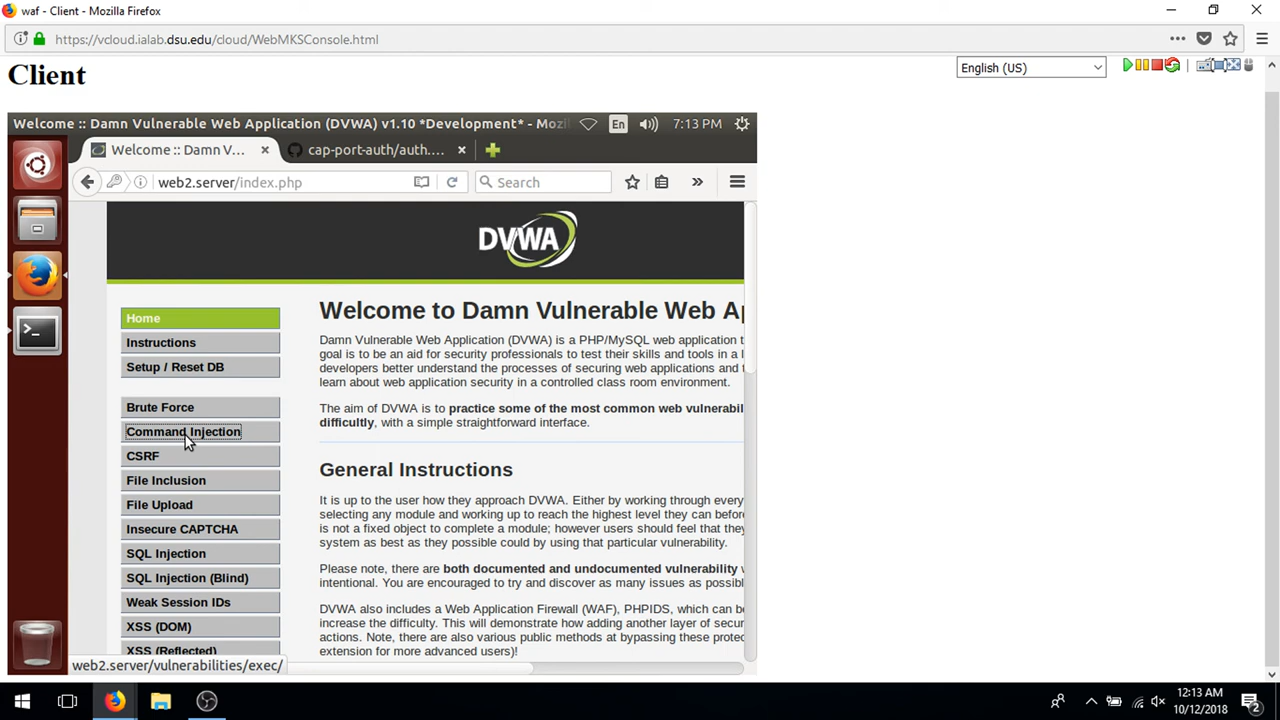 waf - Client - Mozilla Firefox
https://vcloud.ialab.dsu.edu/cloud/WebMKSConsole.html
Client
English (US)
Welcome :: Damn Vulnerable Web Application (DVWA) v1.10 *Development* - Mozi
En
7:13 PM
Welcome :: Damn V...
cap-port-auth/auth....
web2.server/index.php
Search
DVWA
Home
Instructions
Setup / Reset DB
Brute Force
Command Injection
CSRF
File Inclusion
File Upload
Insecure CAPTCHA
SQL Injection
SQL Injection (Blind)
Weak Session IDs
XSS (DOM)
XSS (Reflected)
Welcome to Damn Vulnerable Web Ap
Damn Vulnerable Web Application (DVWA) is a PHP/MySQL web application t
goal is to be an aid for security professionals to test their skills and tools in a l
developers better understand the processes of securing web applications and
learn about web application security in a controlled class room environment.
The aim of DVWA is to practice some of the most common web vulnerabil
difficultly, with a simple straightforward interface.
General Instructions
It is up to the user how they approach DVWA. Either by working through every
selecting any module and working up to reach the highest level they can before
is not a fixed object to complete a module; however users should feel that they
system as best as they possible could by using that particular vulnerability.
Please note, there are both documented and undocumented vulnerability
intentional. You are encouraged to try and discover as many issues as possible
DVWA also includes a Web Application Firewall (WAF), PHPIDS, which can be
increase the difficulty. This will demonstrate how adding another layer of secur
actions. Note, there are also various public methods at bypassing these protec
extension for more advanced users)!
web2.server/vulnerabilities/exec/
12:13 AM
10/12/2018
2